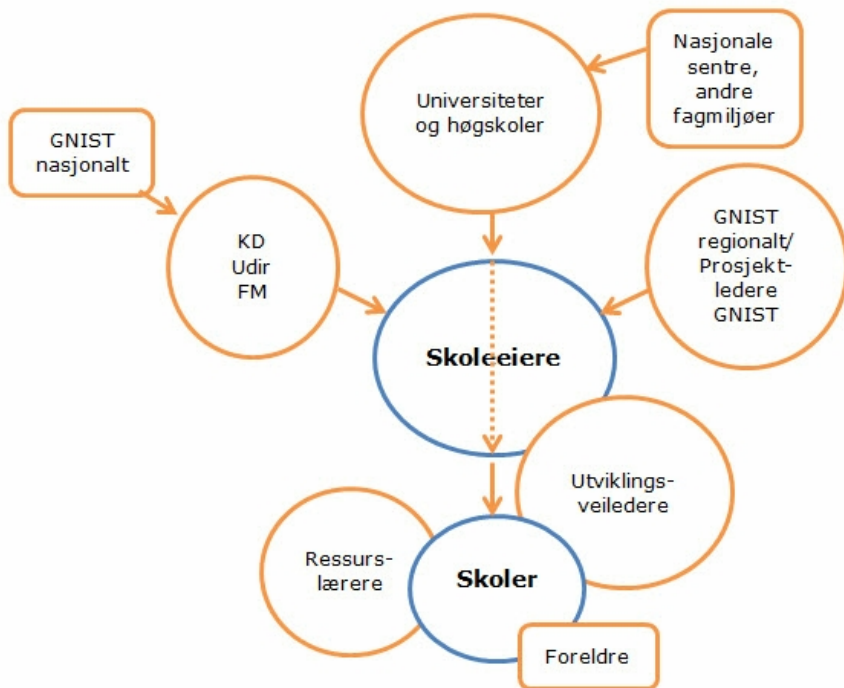 Nasjonale
sentre,
andre
fagmiljøer
Universiteter
og høgskoler
GNIST
nasjonalt
KD
Udir
FM
GNIST
regionalt/
Prosjekt-
ledere
GNIST
Skoleeiere
Utviklings-
veiledere
Ressurs-
lærere
Skoler
Foreldre